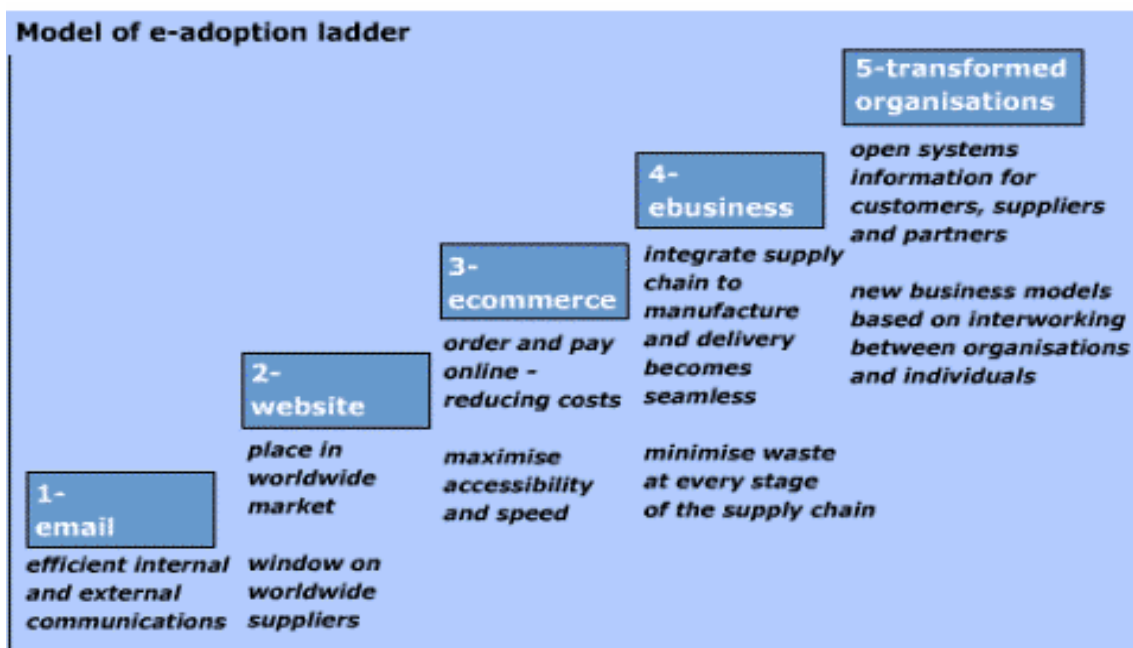 Model of e-adoption ladder
1-
email
efficient internal
and external
communications
2-
website
place in
worldwide
market
window on
worldwide
suppliers
3-
ecommerce
order and pay
online -
reducing costs
maximise
accessibility
and speed
4-
ebusiness
integrate supply
chain to
manufacture
and delivery
becomes
seamless
minimise waste
at every stage
of the supply chain
5-transformed
organisations
open systems
information for
customers, suppliers
and partners
new business models
based on interworking
between organisations
and individuals